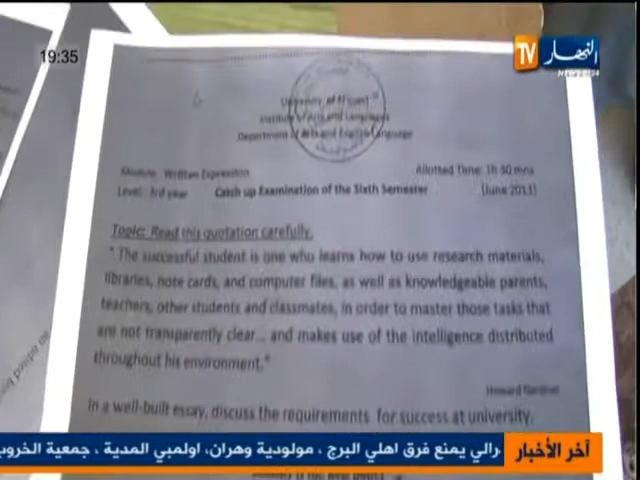 19:35
النهار TV
University of
Institute of Arts and Languages
Department of Arts and English Language
Module: Written Expression
Allotted Time: 1h 30 mns
Level: 3rd year Catch up Examination of the Sixth Semester (June 2013)
Topic: Read this quotation carefully.
" The successful student is one who learns how to use research materials,
libraries, note cards, and computer files, as well as knowledgeable parents,
teachers, other students and classmates, in order to master those tasks that
are not transparently clear... and makes use of the intelligence distributed
throughout his environment."
Howard Gardner
In a well-built essay, discuss the requirements for success at university.
آخر الأخبار
رالي يمنع فرق اهلي البرج ، مولودية وهران، اولمبي المدية ، جمعية الخروب